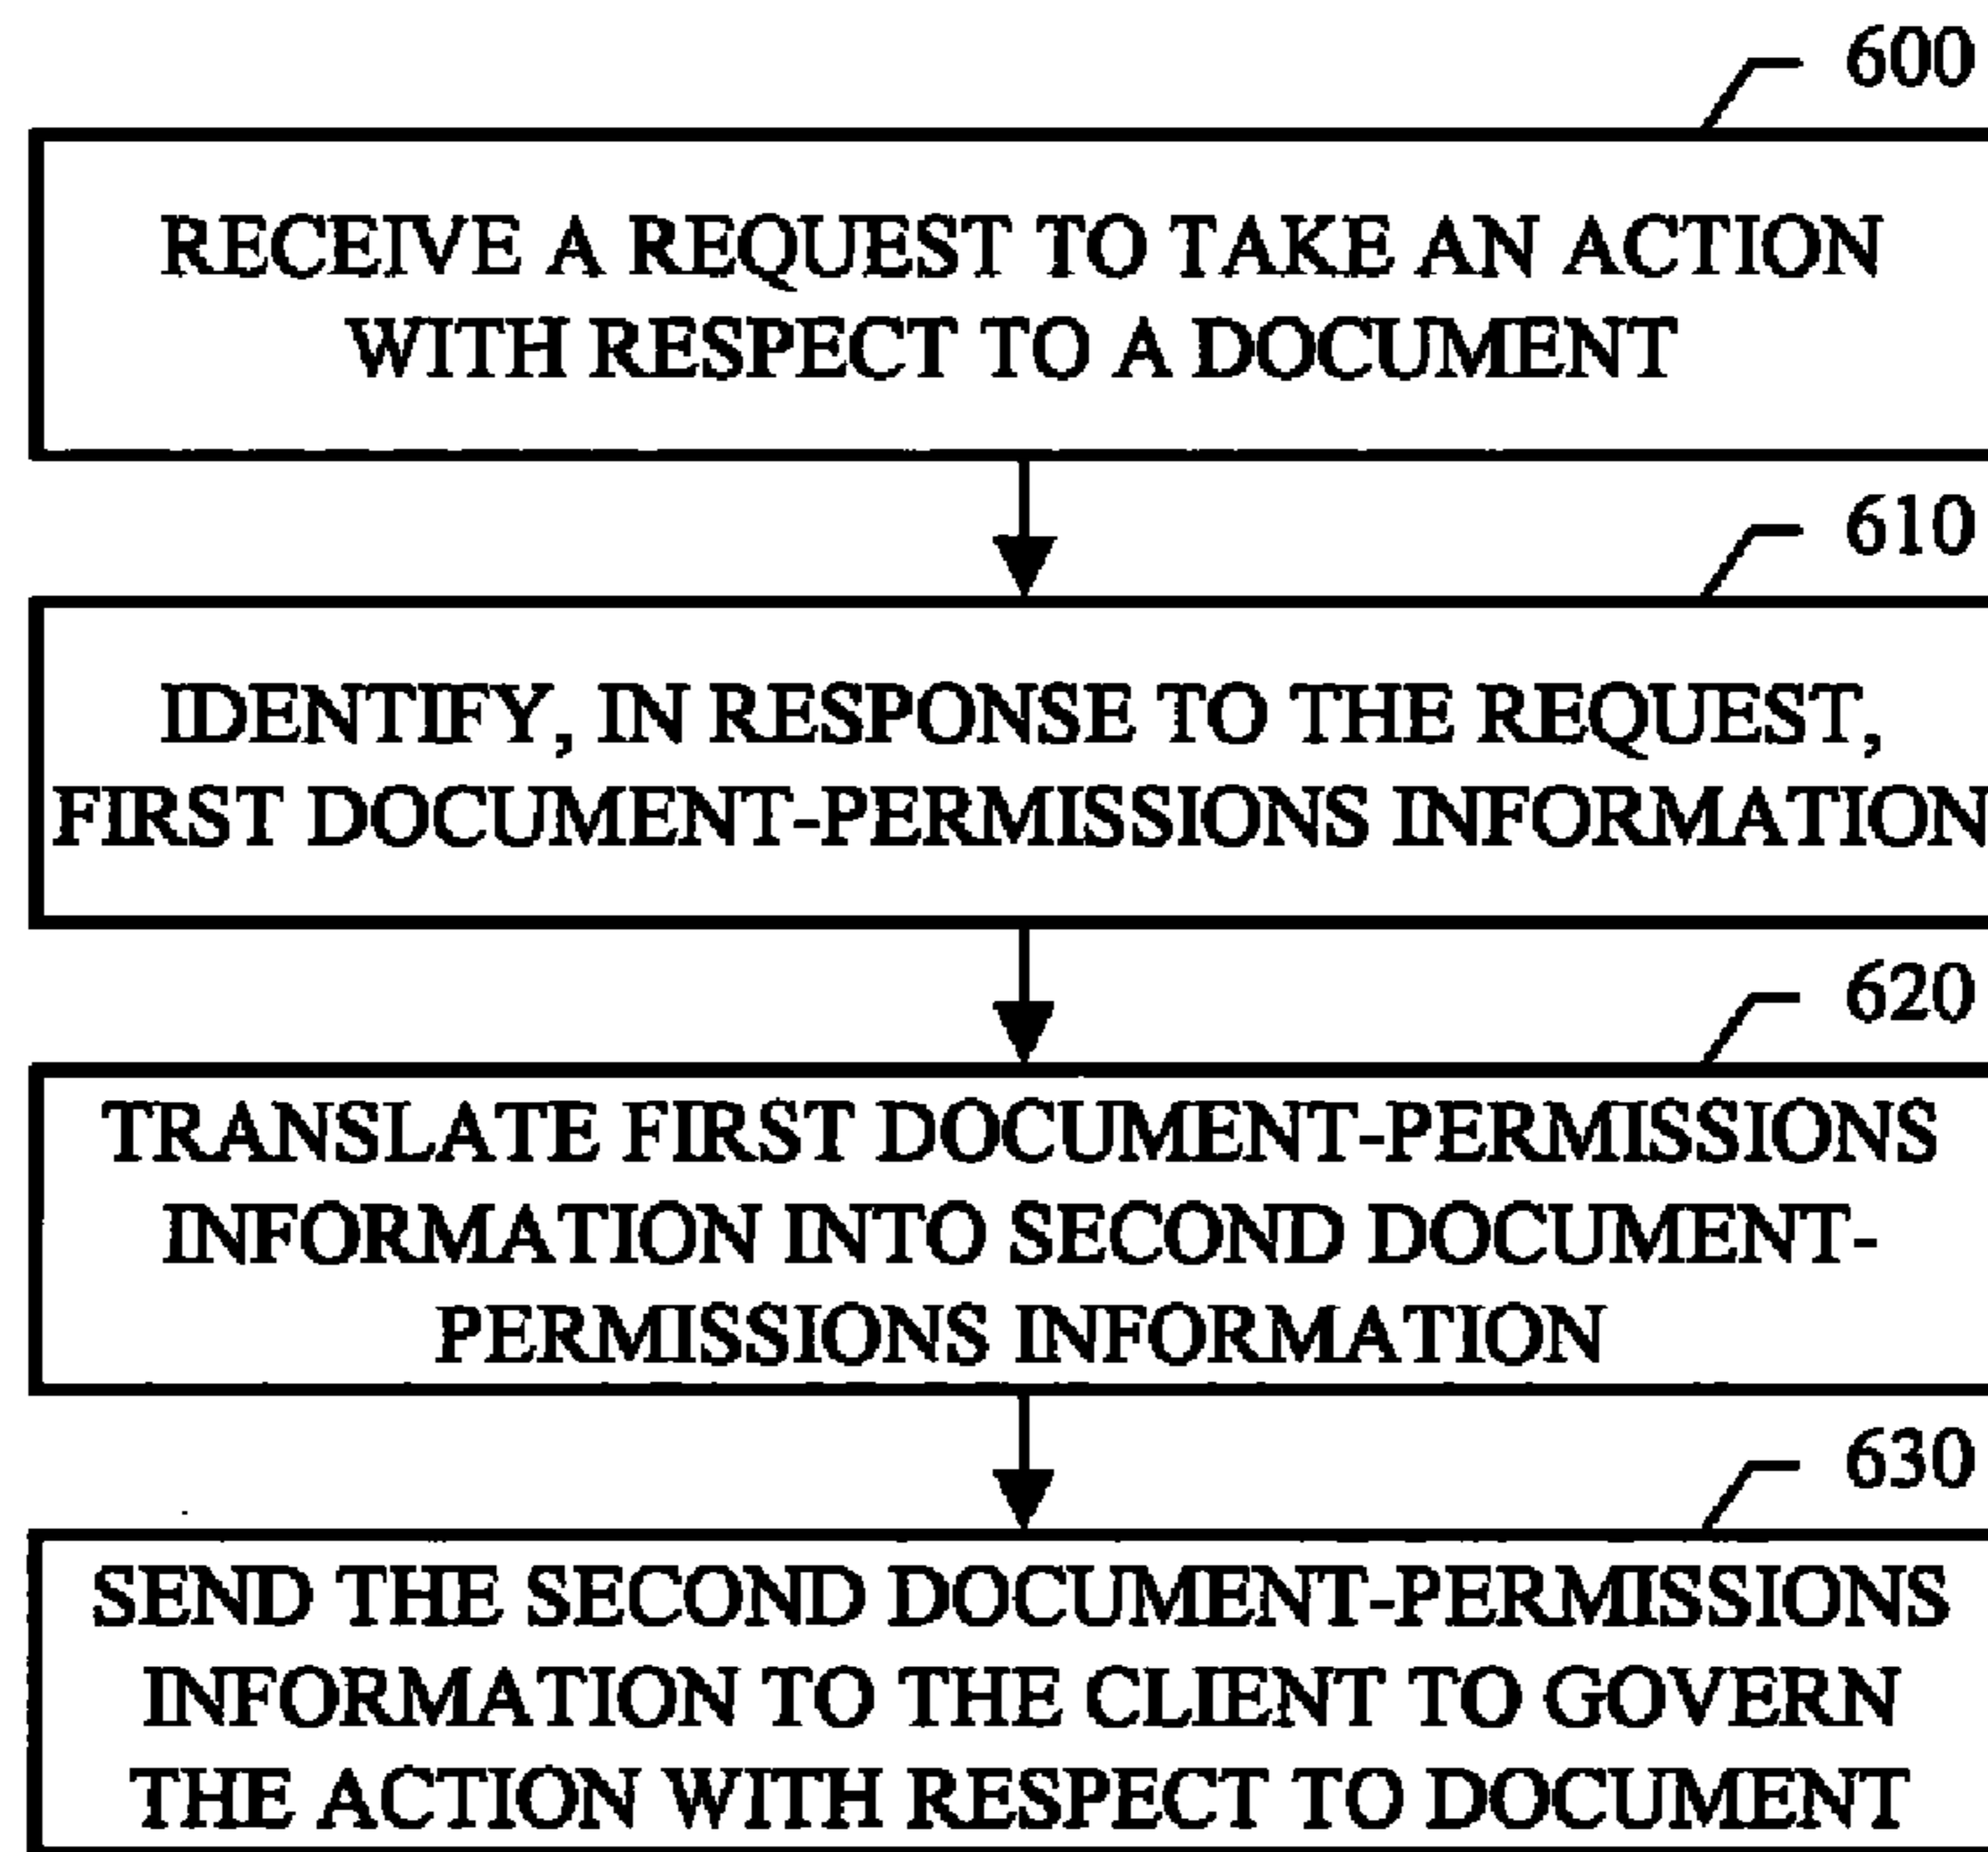 600
RECEIVE A REQUEST TO TAKE AN ACTION
WITH RESPECT TO A DOCUMENT
610
IDENTIFY, IN RESPONSE TO THE REQUEST,
FIRST DOCUMENT-PERMISSIONS INFORMATION
620
TRANSLATE FIRST DOCUMENT-PERMISSIONS
INFORMATION INTO SECOND DOCUMENT-
PERMISSIONS INFORMATION
630
SEND THE SECOND DOCUMENT-PERMISSIONS
INFORMATION TO THE CLIENT TO GOVERN
THE ACTION WITH RESPECT TO DOCUMENT